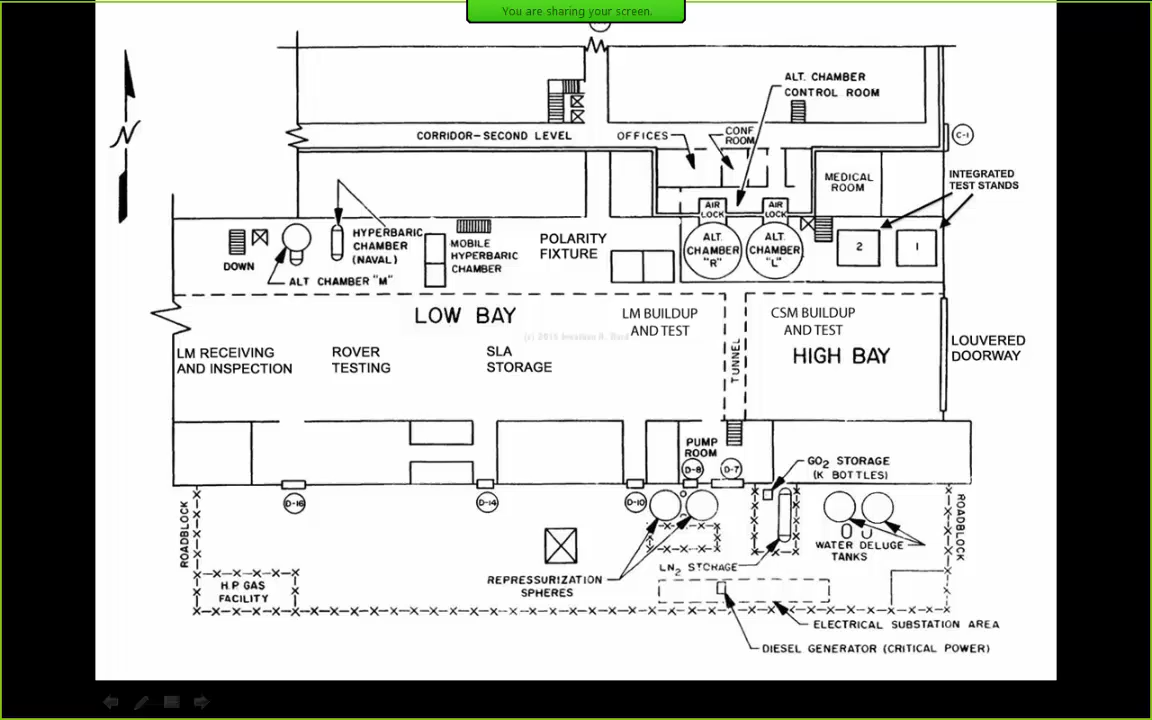 You are sharing your screen.
ALT. CHAMBER
CONTROL ROOM
N
CORRIDOR-SECOND LEVEL
OFFICES
CONF
ROOM
C-1
MEDICAL
ROOM
INTEGRATED
TEST STANDS
AIR
LOCK
AIR
LOCK
HYPERBARIC
CHAMBER
(NAVAL)
MOBILE
HYPERBARIC
CHAMBER
POLARITY
FIXTURE
ALT.
CHAMBER
"R"
ALT.
CHAMBER
"L"
2
1
DOWN
ALT CHAMBER "M"
LOW BAY
LM BUILDUP
AND TEST
CSM BUILDUP
AND TEST
TUNNEL
HIGH BAY
LOUVERED
DOORWAY
LM RECEIVING
AND INSPECTION
ROVER
TESTING
SLA
STORAGE
PUMP
ROOM
D-8
D-7
GO2 STORAGE
(K BOTTLES)
D-16
D-14
D-10
ROADBLOCK
ROADBLOCK
WATER DELUGE
TANKS
LN2 STORAGE
REPRESSURIZATION
SPHERES
H.P GAS
FACILITY
ELECTRICAL SUBSTATION AREA
DIESEL GENERATOR (CRITICAL POWER)